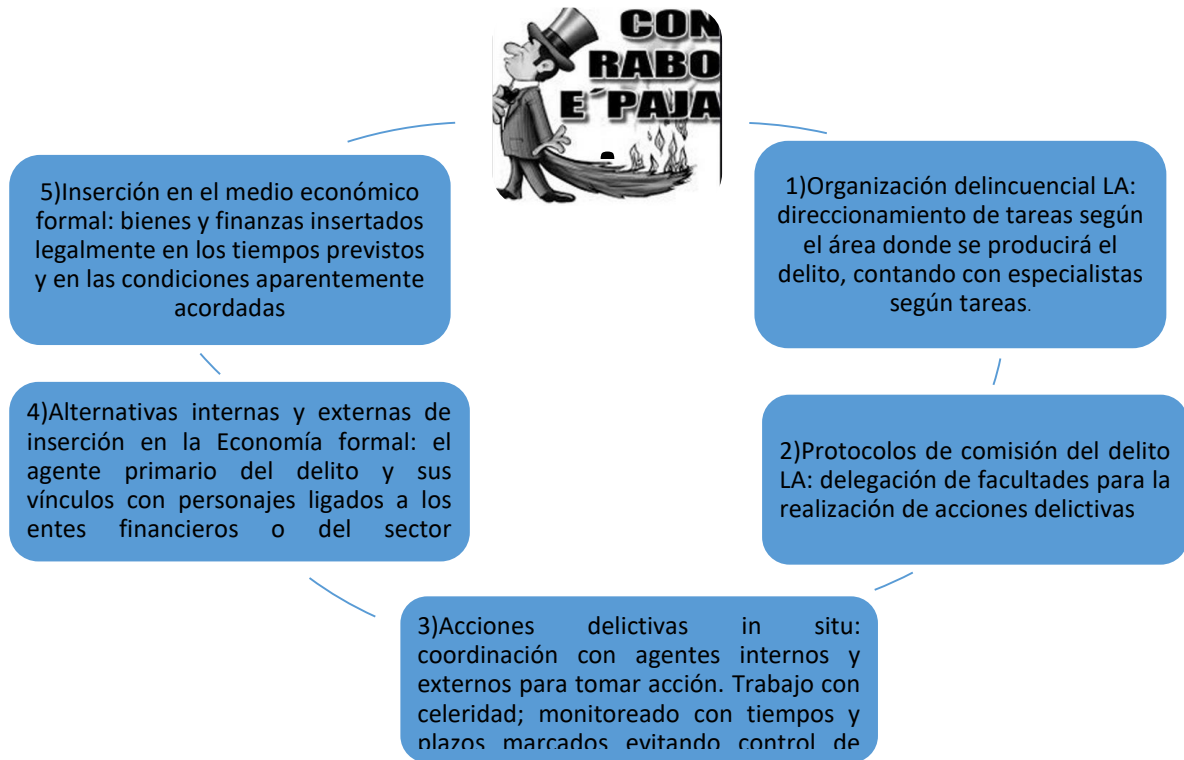 CON
RABO
E´PAJA
1)Organización delincuencial LA:
direccionamiento de tareas según
el área donde se producirá el
delito, contando con especialistas
según tareas.
2)Protocolos de comisión del delito
LA: delegación de facultades para la
realización de acciones delictivas
3)Acciones delictivas in situ:
coordinación con agentes internos y
externos para tomar acción. Trabajo con
celeridad; monitoreado con tiempos y
plazos marcados evitando control de
4)Alternativas internas y externas de
inserción en la Economía formal: el
agente primario del delito y sus
vínculos con personajes ligados a los
entes financieros o del sector
5)Inserción en el medio económico
formal: bienes y finanzas insertados
legalmente en los tiempos previstos
y en las condiciones aparentemente
acordadas